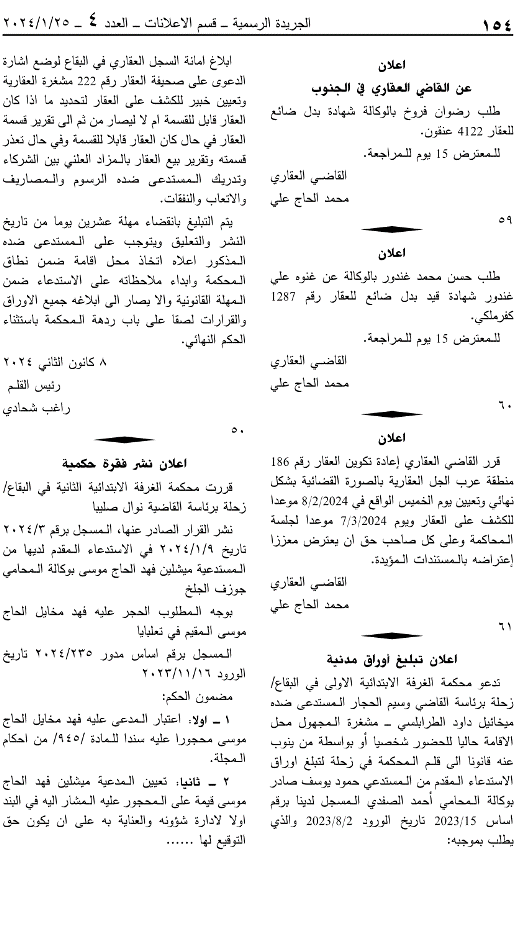 ١٥٤
الجريدة الرسمية ــ قسم الاعلانات ــ العدد ٤ ــ ٢٠٢٤/١/٢٥
اعلان
عن القاضي العقاري في الجنوب
طلب رضوان فروخ بالوكالة شهادة بدل ضائع
للعقار 4122 عنقون.
للمعترض 15 يوم للمراجعة.
القاضي العقاري
محمد الحاج علي
٥٩
اعلان
طلب حسن محمد غندور بالوكالة عن غنوه علي
غندور شهادة قيد بدل ضائع للعقار رقم 1287
كفرملكي.
للمعترض 15 يوم للمراجعة.
القاضي العقاري
محمد الحاج علي
٦٠
اعلان
قرر القاضي العقاري إعادة تكوين العقار رقم 186
منطقة عرب الجل العقارية بالصورة القضائية بشكل
نهائي وتعيين يوم الخميس الواقع في 8/2/2024 موعدا
للكشف على العقار ويوم 7/3/2024 موعدا لجلسة
المحاكمة وعلى كل صاحب حق ان يعترض معززا
إعتراضه بالمستندات المؤيدة.
القاضي العقاري
محمد الحاج علي
٦١
اعلان تبليغ أوراق مدنية
تدعو محكمة الغرفة الابتدائية الاولى في البقاع/
زحلة برئاسة القاضي وسيم الحجار المستدعى ضده
ميخائيل داود الطرابلسي ــ مشغرة المجهول محل
الاقامة حاليا للحضور شخصيا أو بواسطة من ينوب
عنه قانونا الى قلم المحكمة في زحلة لتبلغ اوراق
الاستدعاء المقدم من المستدعي حمود يوسف صادر
بوكالة المحامي أحمد الصفدي المسجل لدينا برقم
اساس 2023/15 تاريخ الورود 2023/8/2 والذي
يطلب بموجبه:
ابلاغ امانة السجل العقاري في البقاع لوضع اشارة
الدعوى على صحيفة العقار رقم 222 مشغرة العقارية
وتعيين خبير للكشف على العقار لتحديد ما اذا كان
العقار قابل للقسمة ام لا ليصار من ثم الى تقرير قسمة
العقار في حال كان العقار قابلا للقسمة وفي حال تعذر
قسمته وتقرير بيع العقار بالمزاد العلني بين الشركاء
وتدريك المستدعى ضده الرسوم والمصاريف
والاتعاب والنفقات.
يتم التبليغ بانقضاء مهلة عشرين يوما من تاريخ
النشر والتعليق ويتوجب على المستدعى ضده
المذكور اعلاه اتخاذ محل اقامة ضمن نطاق
المحكمة وابداء ملاحظاته على الاستدعاء ضمن
المهلة القانونية والا يصار الى ابلاغه جميع الاوراق
والقرارات لصقا على باب ردهة المحكمة باستثناء
الحكم النهائي.
٨ كانون الثاني ٢٠٢٤
رئيس القلم
راغب شحادي
٥٠
اعلان نشر فقرة حكمية
قررت محكمة الغرفة الابتدائية الثانية في البقاع/
زحلة برئاسة القاضية نوال صليبا
نشر القرار الصادر عنها، المسجل برقم ٢٠٢٤/٣
تاريخ ٢٠٢٤/١/٩ في الاستدعاء المقدم لديها من
المستدعية ميشلين فهد الحاج موسى بوكالة المحامي
جوزف الجلخ
بوجه المطلوب الحجر عليه فهد مخايل الحاج
موسى المقيم في تعلبايا
المسجل برقم اساس مدور ٢٠٢٤/٢٣٥ تاريخ
الورود ٢٠٢٣/١١/١٦
مضمون الحكم:
١ ــ اولا: اعتبار المدعى عليه فهد مخايل الحاج
موسى محجورا عليه سندا للمادة /٩٤٥/ من احكام
المجلة.
٢ ــ ثانيا: تعيين المدعية ميشلين فهد الحاج
موسى قيمة على المحجور عليه المشار اليه في البند
اولا لادارة شؤونه والعناية به على ان يكون حق
التوقيع لها ......